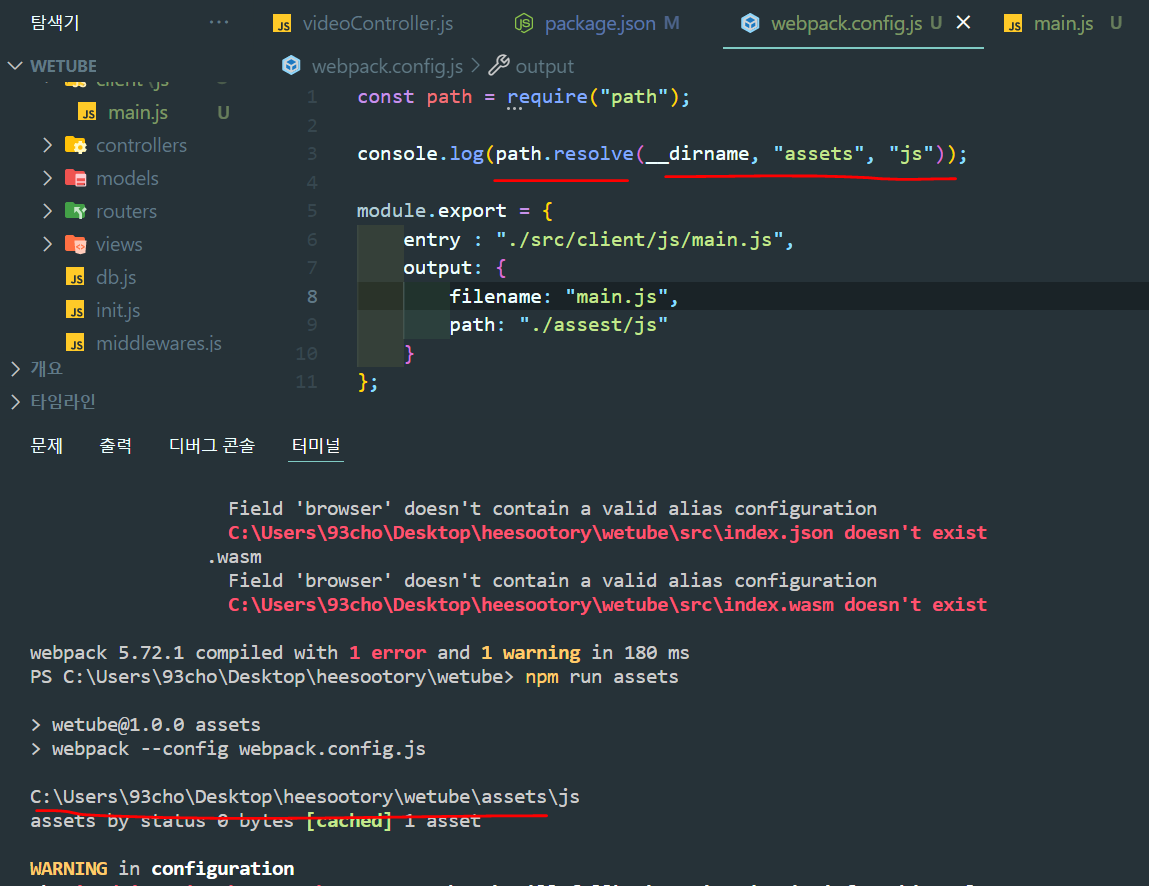 탐색기 ···
videoController.js
package.json M
webpack.config.js U
main.js U
WETUBE
webpack.config.js > output
main.js U
controllers
models
routers
views
db.js
init.js
middlewares.js
개요
타임라인
1 const path = require("path");
2
3 console.log(path.resolve(__dirname, "assets", "js"));
4
5 module.export = {
6 entry : "./src/client/js/main.js",
7 output: {
8 filename: "main.js",
9 path: "./assest/js"
10 }
11 };
문제 출력 디버그 콘솔 터미널
Field 'browser' doesn't contain a valid alias configuration
C:\Users\93cho\Desktop\heesootory\wetube\src\index.json doesn't exist
.wasm
Field 'browser' doesn't contain a valid alias configuration
C:\Users\93cho\Desktop\heesootory\wetube\src\index.wasm doesn't exist
webpack 5.72.1 compiled with 1 error and 1 warning in 180 ms
PS C:\Users\93cho\Desktop\heesootory\wetube> npm run assets
> wetube@1.0.0 assets
> webpack --config webpack.config.js
C:\Users\93cho\Desktop\heesootory\wetube\assets\js
assets by status 0 bytes [cached] 1 asset
WARNING in configuration